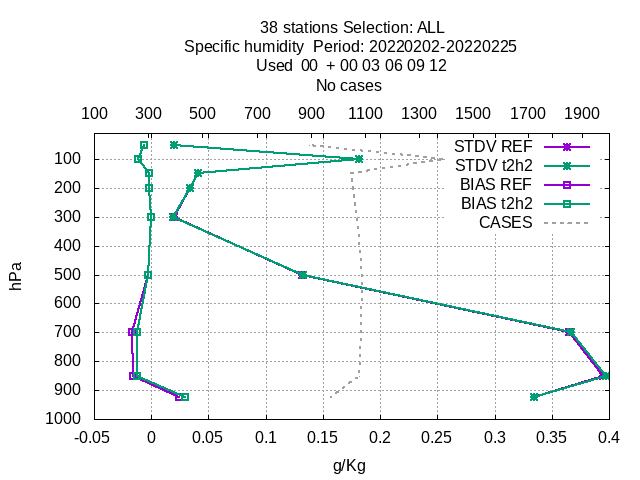 38 stations Selection: ALL
Specific humidity  Period: 20220202-20220225
Used  00  + 00 03 06 09 12
No cases
100 300 500 700 900 1100 1300 1500 1700 1900
STDV REF
STDV t2h2
BIAS REF
BIAS t2h2
CASES
100
200
300
400
500
600
700
800
900
1000
hPa
-0.05 0 0.05 0.1 0.15 0.2 0.25 0.3 0.35 0.4
g/Kg